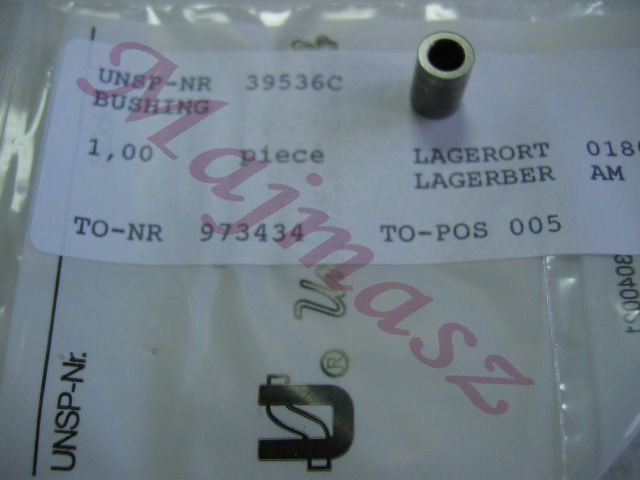 UNSP-NR 39536C
BUSHING
1,00 piece LAGERORT 018
LAGERBER AM
TO-NR 973434 TO-POS 005
UNSP-Nr.
®
Majmasz